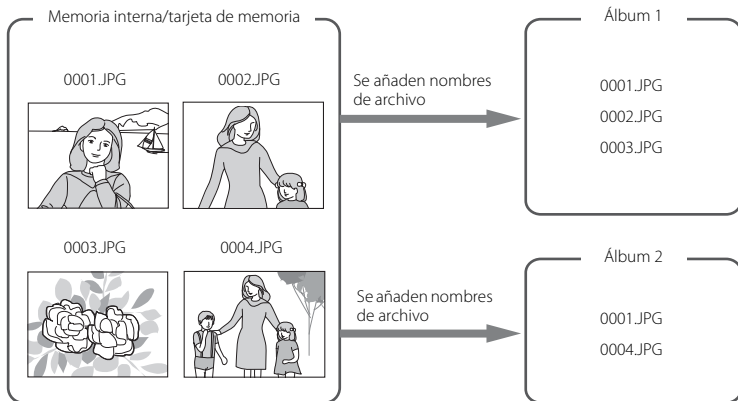 Memoria interna/tarjeta de memoria
0001.JPG
0002.JPG
0003.JPG
0004.JPG
Se añaden nombres
de archivo
Álbum 1
0001.JPG
0002.JPG
0003.JPG
Se añaden nombres
de archivo
Álbum 2
0001.JPG
0004.JPG